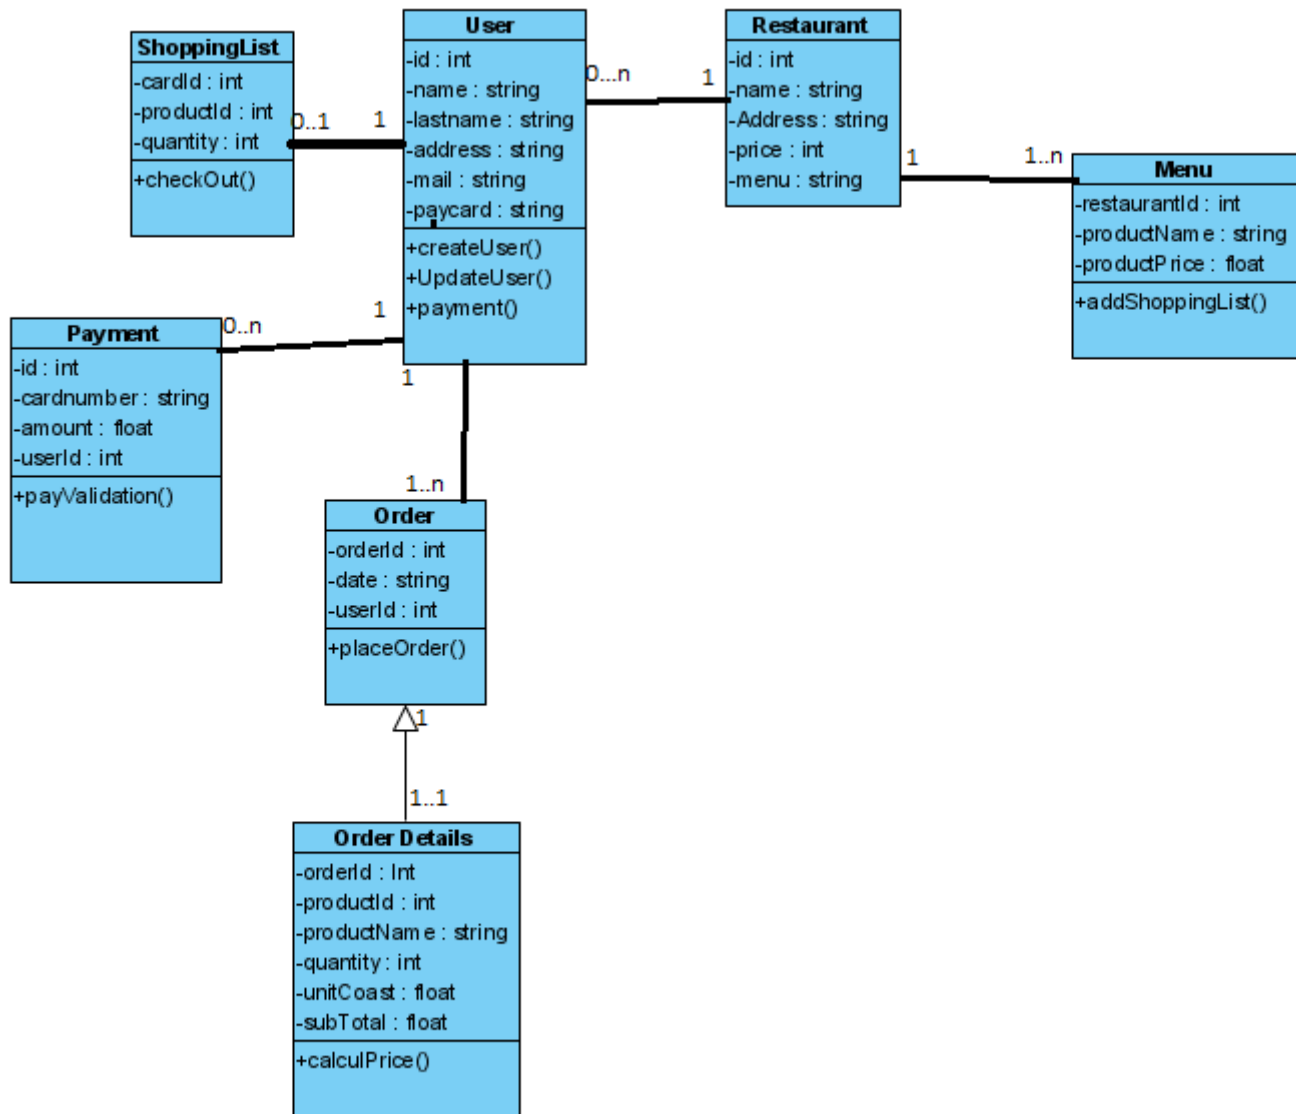 ShoppingList
-cardId : int
-productId : int
-quantity : int
+checkOut()
0..1
1
User
-id : int
-name : string
-lastname : string
-address : string
-mail : string
-paycard : string
+createUser()
+UpdateUser()
+payment()
0...n
1
Restaurant
-id : int
-name : string
-Address : string
-price : int
-menu : string
1
1..n
Menu
-restaurantId : int
-productName : string
-productPrice : float
+addShoppingList()
Payment
-id : int
-cardnumber : string
-amount : float
-userId : int
+payValidation()
0..n
1
1
1..n
Order
-orderId : int
-date : string
-userId : int
+placeOrder()
1
1..1
Order Details
-orderId : Int
-productId : int
-productName : string
-quantity : int
-unitCoast : float
-subTotal : float
+calculPrice()